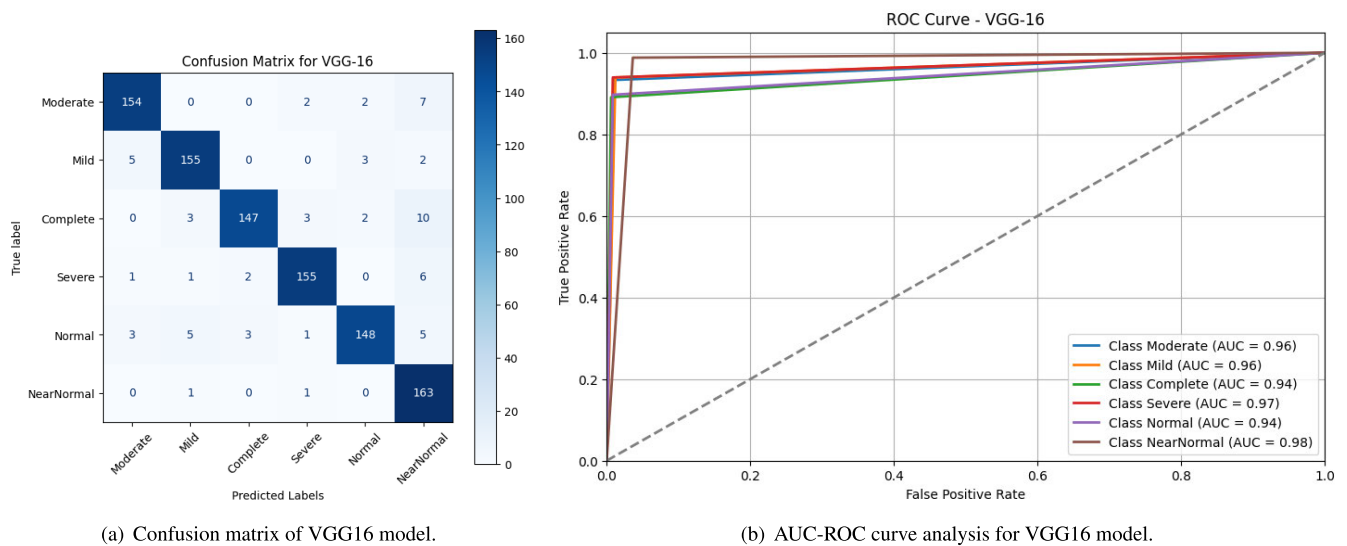 Confusion Matrix for VGG-16
True label
Moderate 154 0 0 2 2 7
Mild 5 155 0 0 3 2
Complete 0 3 147 3 2 10
Severe 1 1 2 155 0 6
Normal 3 5 3 1 148 5
NearNormal 0 1 0 1 0 163
Moderate Mild Complete Severe Normal NearNormal
Predicted Labels
160
140
120
100
80
60
40
20
0
(a) Confusion matrix of VGG16 model.
ROC Curve - VGG-16
True Positive Rate
1.0
0.8
0.6
0.4
0.2
0.0
Class Moderate (AUC = 0.96)
Class Mild (AUC = 0.96)
Class Complete (AUC = 0.94)
Class Severe (AUC = 0.97)
Class Normal (AUC = 0.94)
Class NearNormal (AUC = 0.98)
0.0 0.2 0.4 0.6 0.8 1.0
False Positive Rate
(b) AUC-ROC curve analysis for VGG16 model.